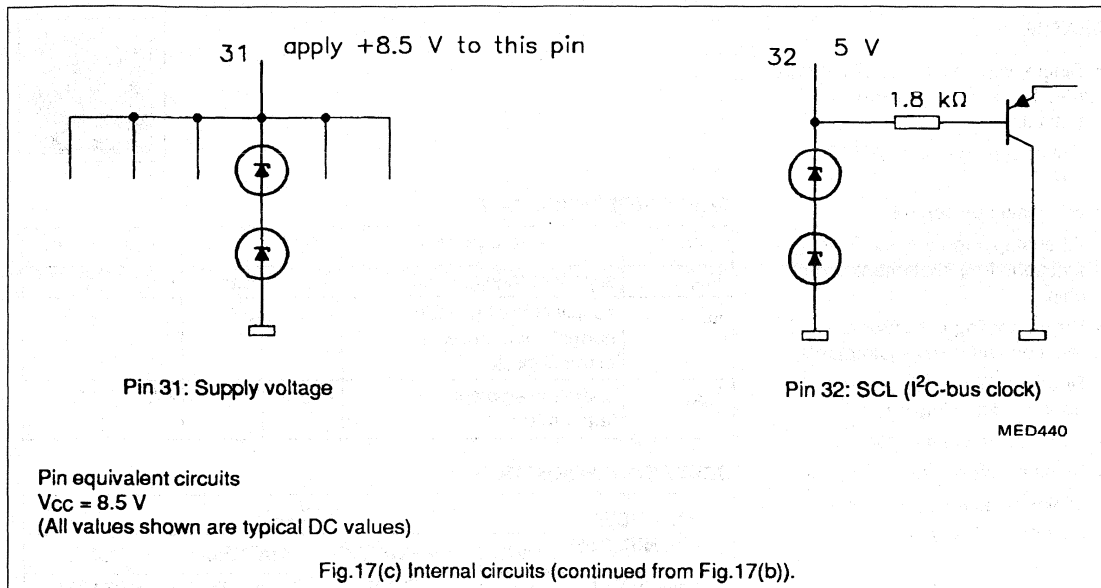 31 apply +8.5 V to this pin
32 5 V
1.8 kΩ
Pin 31: Supply voltage
Pin 32: SCL (I²C-bus clock)
MED440
Pin equivalent circuits
VCC = 8.5 V
(All values shown are typical DC values)
Fig.17(c) Internal circuits (continued from Fig.17(b)).